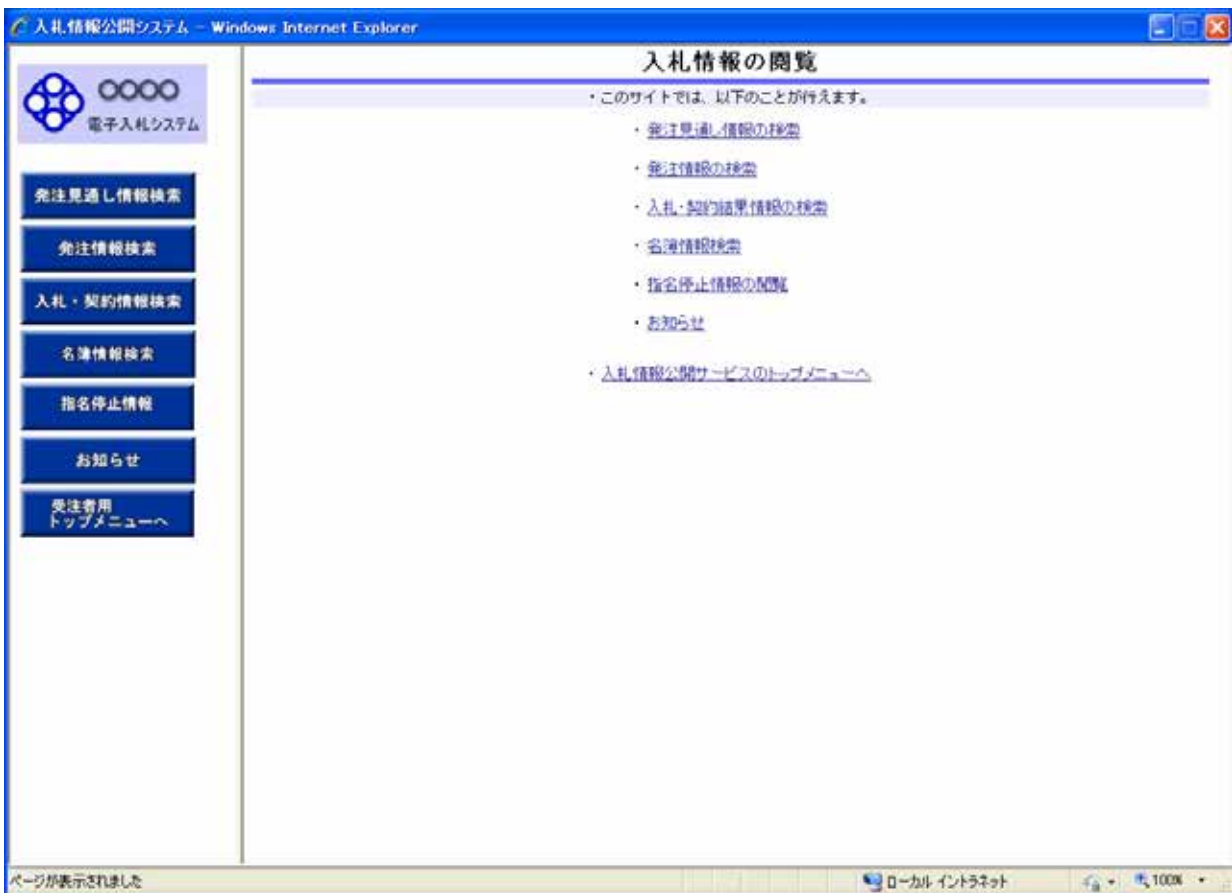 入札情報公開システム - Windows Internet Explorer
〇〇〇〇
電子入札システム
発注見通し情報検索
発注情報検索
入札・契約情報検索
名簿情報検索
指名停止情報
お知らせ
受注者用
トップメニューへ
入札情報の閲覧
・このサイトでは、以下のことが行えます。
・発注見通し情報の検索
・発注情報の検索
・入札・契約結果情報の検索
・名簿情報検索
・指名停止情報の閲覧
・お知らせ
・入札情報公開サービスのトップメニューへ
ページが表示されました
ローカル イントラネット
100%